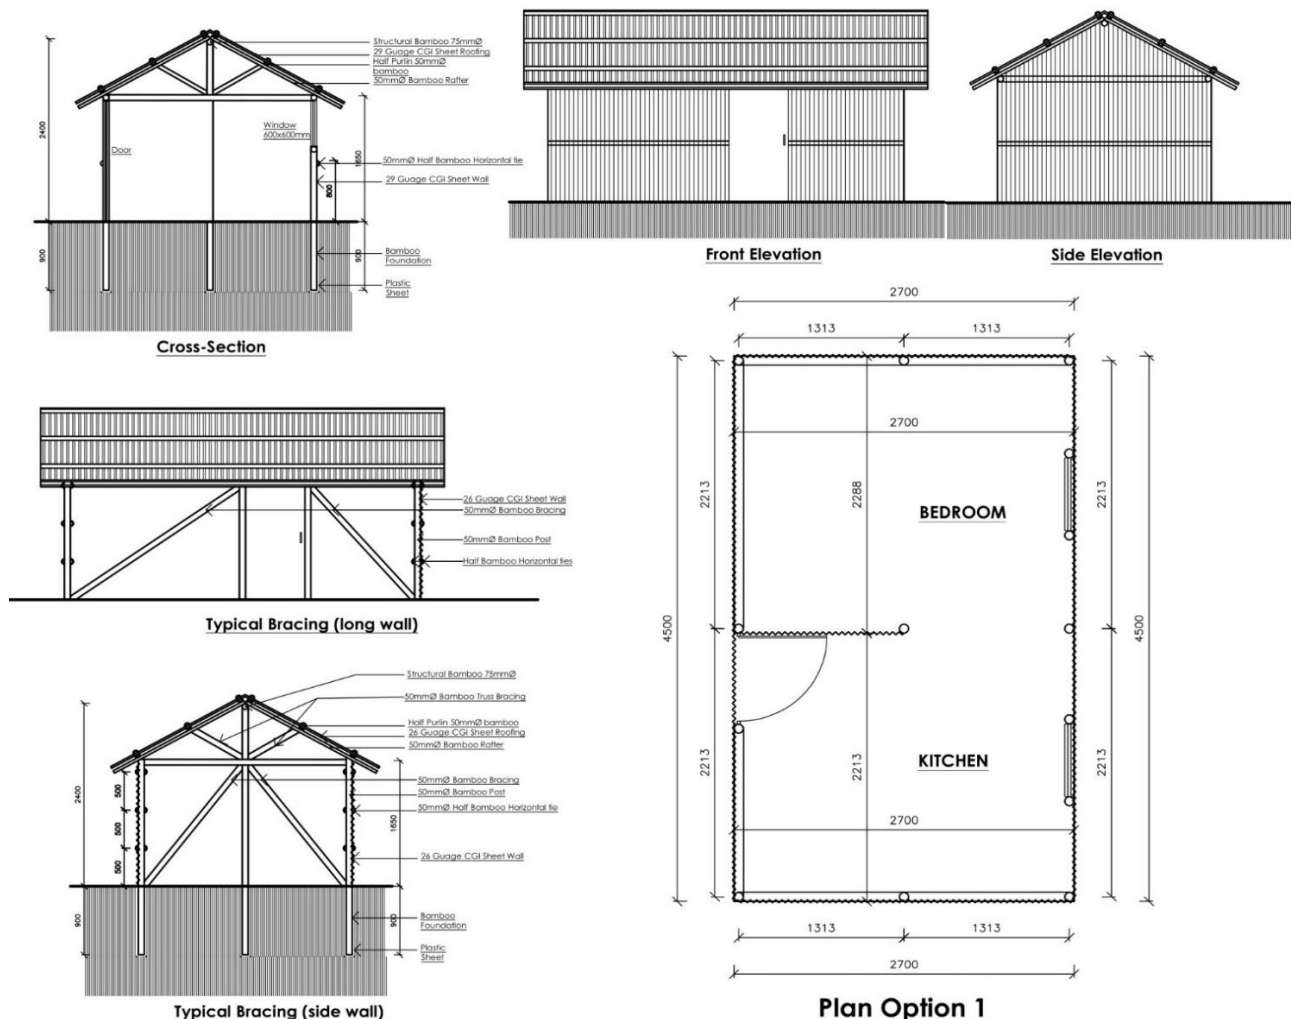 Structural Bamboo 75mmØ
29 Guage CGI Sheet Roofing
Half Purlin 50mmØ
bamboo
50mmØ Bamboo Rafter
Window
600x600mm
Door
2400
1650
800
50mmØ Half Bamboo Horizontal tie
29 Guage CGI Sheet Wall
900
900
Bamboo
Foundation
Plastic
Sheet
Cross-Section
Front Elevation
Side Elevation
26 Guage CGI Sheet Wall
50mmØ Bamboo Bracing
50mmØ Bamboo Post
Half Bamboo Horizontal ties
Typical Bracing (long wall)
Structural Bamboo 75mmØ
50mmØ Bamboo Truss Bracing
Half Purlin 50mmØ bamboo
26 Guage CGI Sheet Roofing
50mmØ Bamboo Rafter
50mmØ Bamboo Bracing
50mmØ Bamboo Post
50mmØ Half Bamboo Horizontal tie
26 Guage CGI Sheet Wall
2400
500
500
500
1650
900
900
Bamboo
Foundation
Plastic
Sheet
Typical Bracing (side wall)
2700
1313
1313
2700
2213
2288
2213
BEDROOM
4500
4500
2213
2213
2213
KITCHEN
2700
1313
1313
2700
Plan Option 1